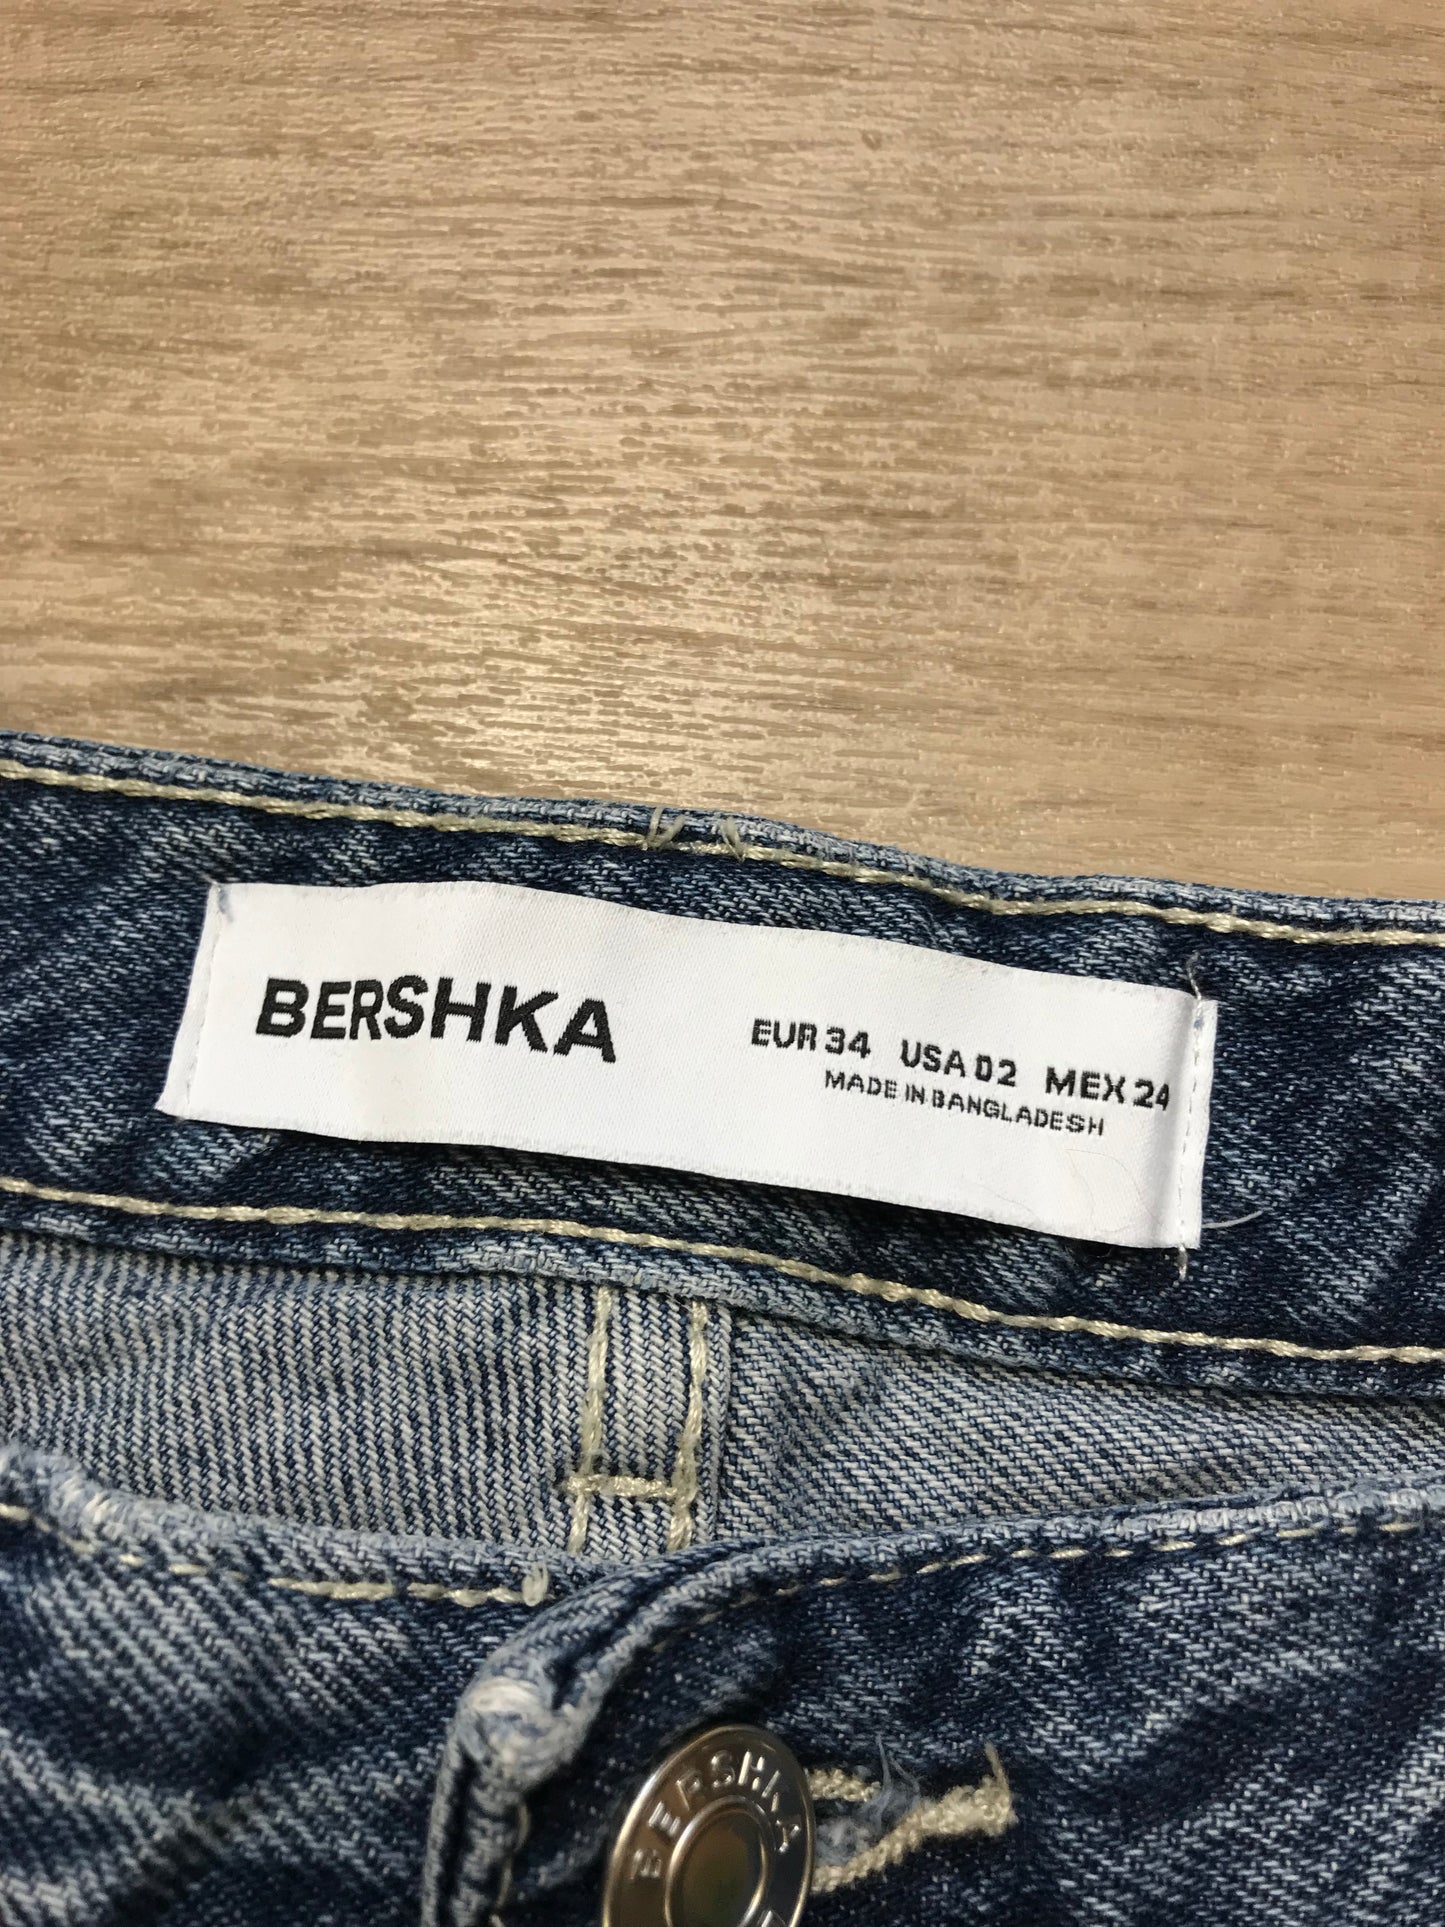 BERSHKA
EUR 34 USA 02 MEX 24
MADE IN BANGLADESH
BERSHKA